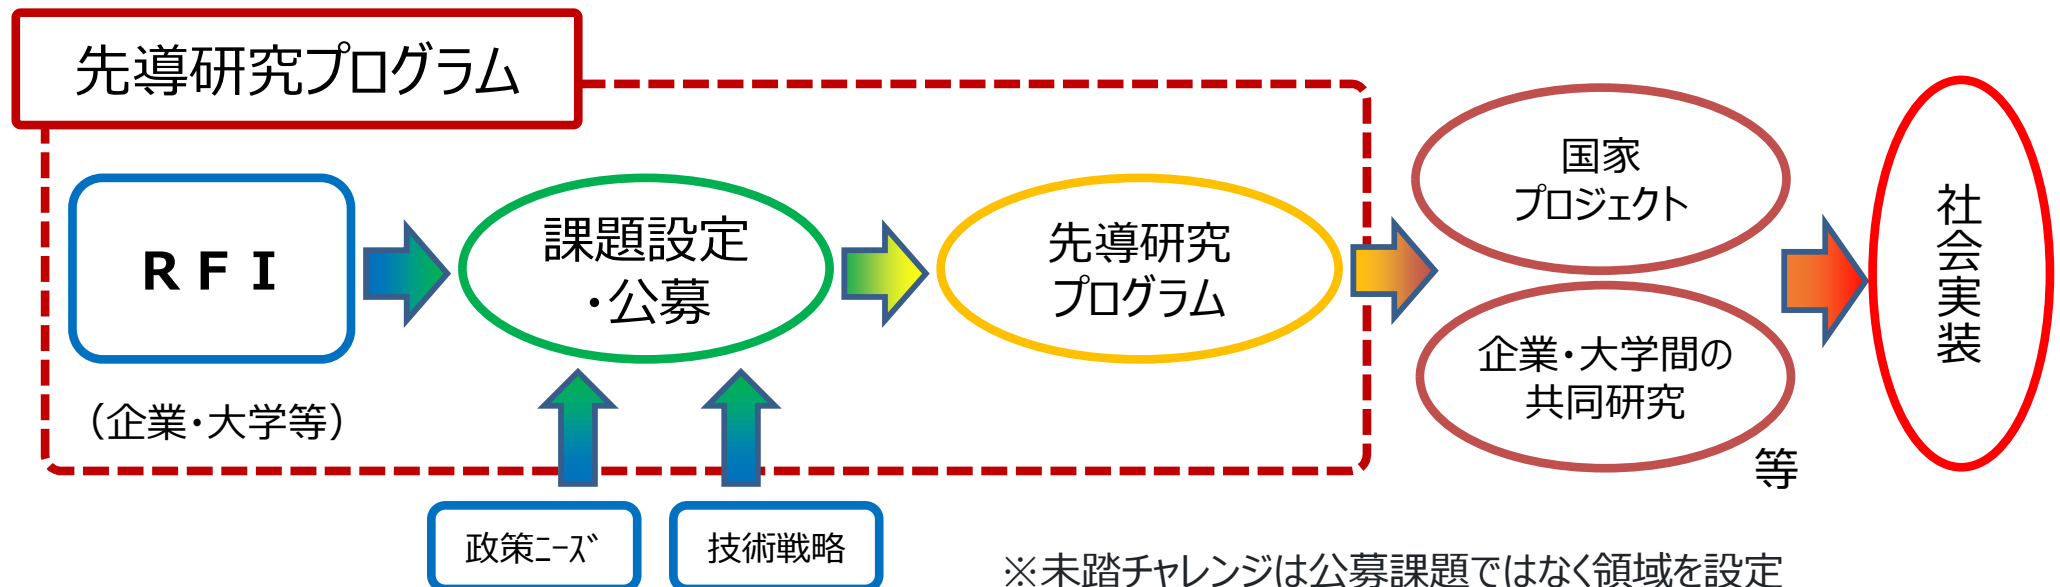 先導研究プログラム
ＲＦＩ
（企業・大学等）
課題設定
・公募
先導研究
プログラム
国家
プロジェクト
企業・大学間の
共同研究
等
社会実装
政策ﾆｰｽﾞ
技術戦略
※未踏チャレンジは公募課題ではなく領域を設定